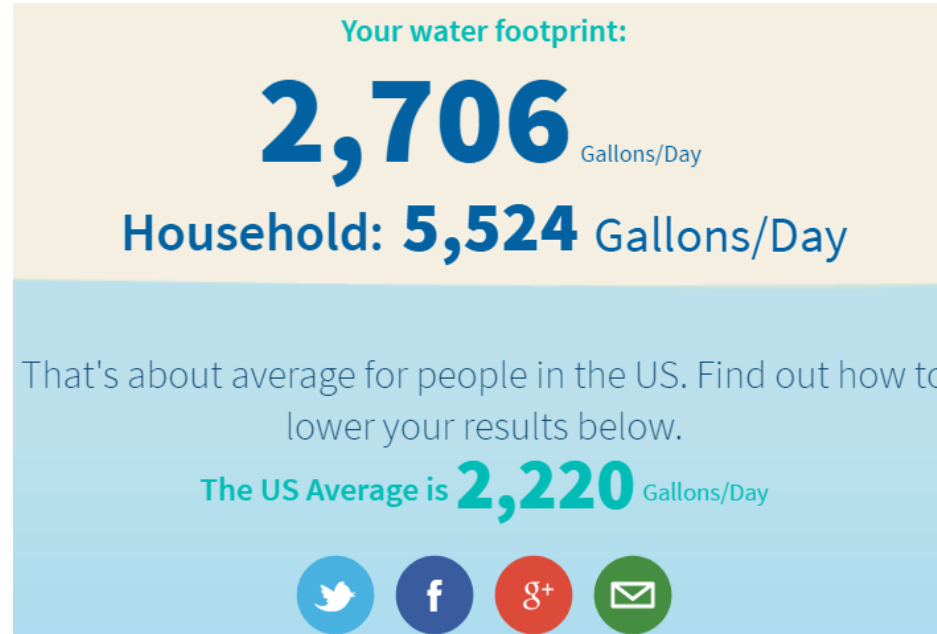 Your water footprint:
2,706 Gallons/Day
Household: 5,524 Gallons/Day
That's about average for people in the US. Find out how to
lower your results below.
The US Average is 2,220 Gallons/Day
f g+